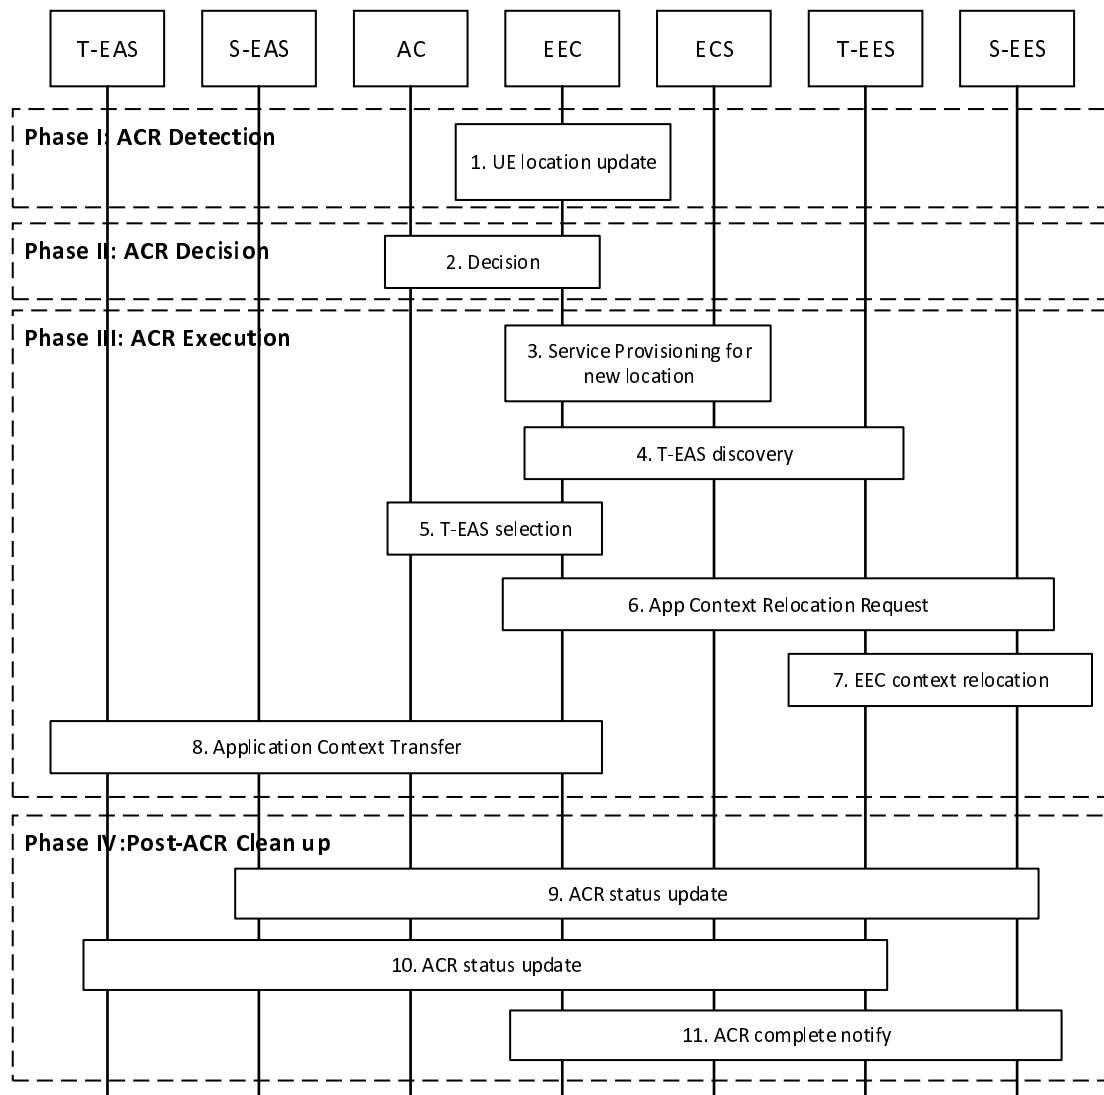 T-EAS
S-EAS
AC
EEC
ECS
T-EES
S-EES
Phase I: ACR Detection
1. UE location update
Phase II: ACR Decision
2. Decision
Phase III: ACR Execution
3. Service Provisioning for
new location
4. T-EAS discovery
5. T-EAS selection
6. App Context Relocation Request
7. EEC context relocation
8. Application Context Transfer
Phase IV:Post-ACR Clean up
9. ACR status update
10. ACR status update
11. ACR complete notify